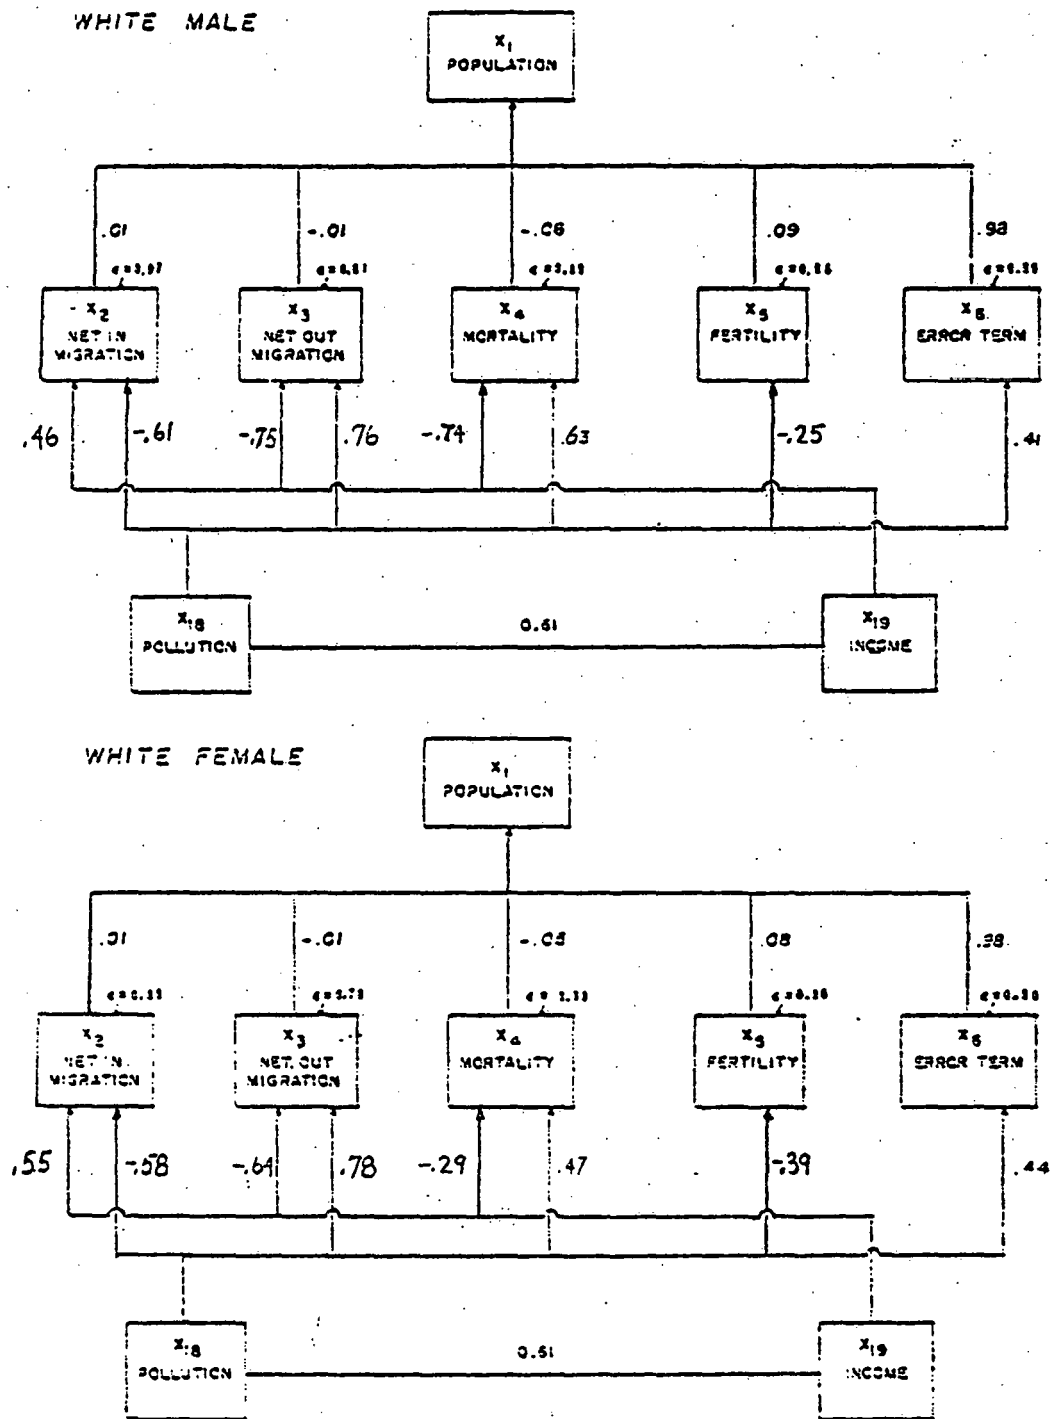 WHITE MALE
X1
POPULATION
.01
-.01
-.06
.09
.98
X2
NET IN
MIGRATION
X3
NET OUT
MIGRATION
X4
MORTALITY
X5
FERTILITY
X6
ERROR TERM
.46
-.61
-.75
.76
-.74
.63
-.25
.41
X18
POLLUTION
0.61
X19
INCOME
WHITE FEMALE
X1
POPULATION
.01
-.01
-.05
.08
.98
X2
NET IN
MIGRATION
X3
NET OUT
MIGRATION
X4
MORTALITY
X5
FERTILITY
X6
ERROR TERM
.55
-.58
-.64
.78
-.29
.47
-.39
.44
X18
POLLUTION
0.61
X19
INCOME